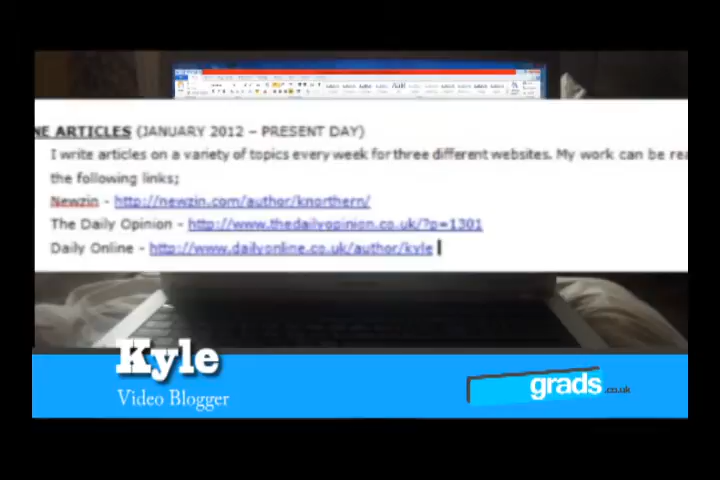 NE ARTICLES (JANUARY 2012 – PRESENT DAY)
I write articles on a variety of topics every week for three different websites. My work can be rea
the following links;
Newzin - http://newzin.com/author/knorthern/
The Daily Opinion - http://www.thedailyopinion.co.uk/?p=1301
Daily Online - http://www.dailyonline.co.uk/author/kyle
Kyle
Video Blogger
grads.co.uk